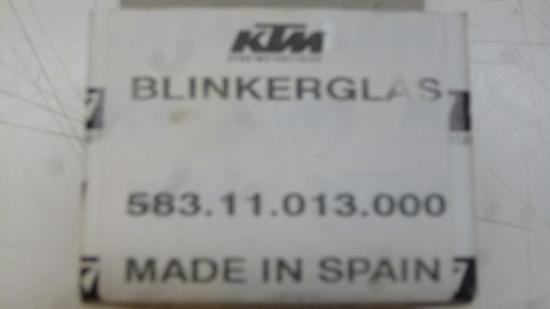 KTM
BLINKERGLAS
583.11.013.000
MADE IN SPAIN